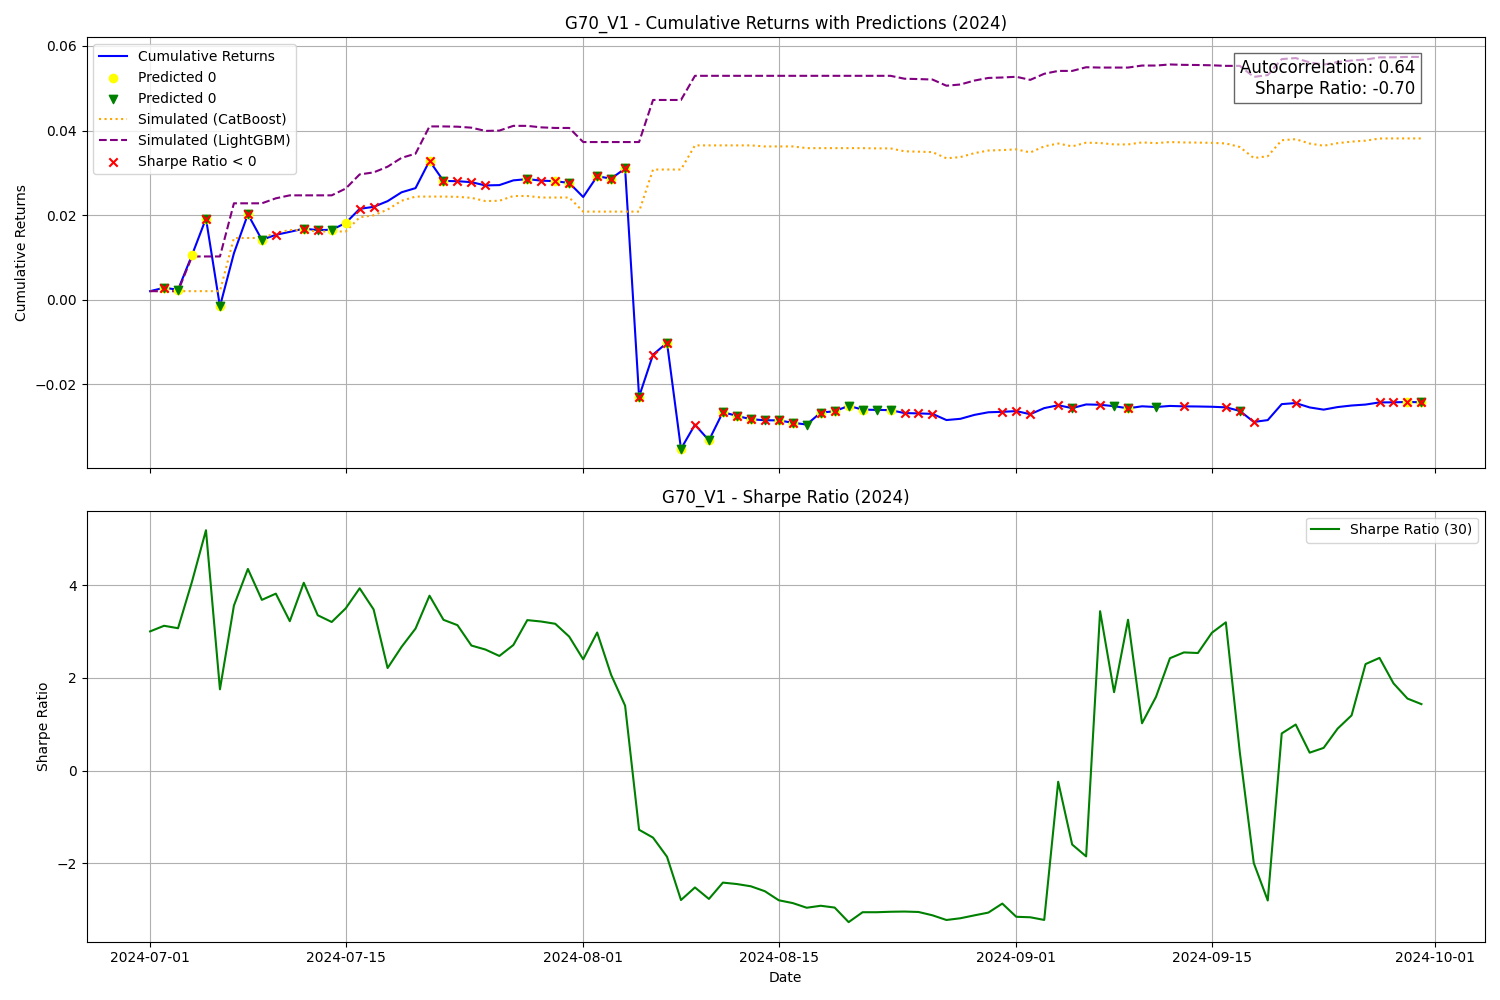 G70_V1 - Cumulative Returns with Predictions (2024)
Cumulative Returns
Predicted 0
Predicted 0
Simulated (CatBoost)
Simulated (LightGBM)
Sharpe Ratio < 0
Autocorrelation: 0.64
Sharpe Ratio: -0.70
0.06
0.04
0.02
0.00
−0.02
Cumulative Returns
G70_V1 - Sharpe Ratio (2024)
Sharpe Ratio (30)
4
2
0
−2
Sharpe Ratio
2024-07-01
2024-07-15
2024-08-01
2024-08-15
2024-09-01
2024-09-15
2024-10-01
Date